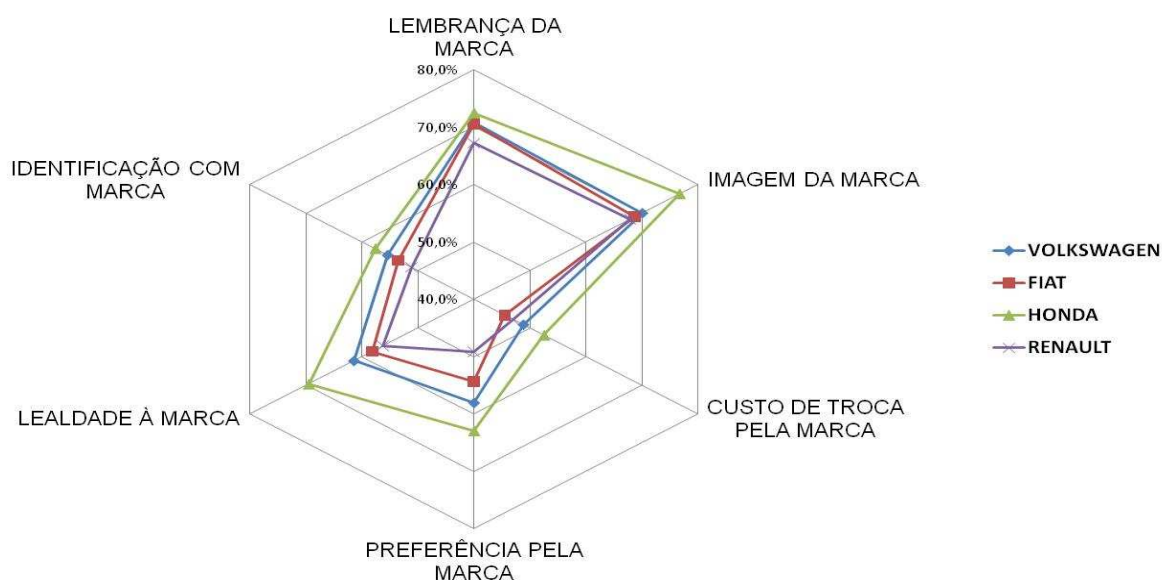 LEMBRANÇA DA
MARCA
80,0%
70,0%
60,0%
50,0%
40,0%
IDENTIFICAÇÃO COM
MARCA
IMAGEM DA MARCA
VOLKSWAGEN
FIAT
HONDA
RENAULT
LEALDADE À MARCA
CUSTO DE TROCA
PELA MARCA
PREFERÊNCIA PELA
MARCA